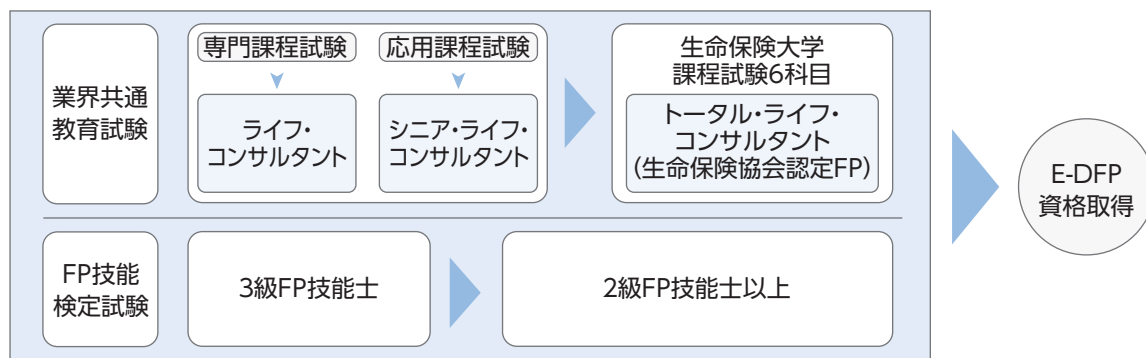 業界共通
教育試験
専門課程試験
ライフ・
コンサルタント
応用課程試験
シニア・ライフ・
コンサルタント
生命保険大学
課程試験6科目
トータル・ライフ・
コンサルタント
(生命保険協会認定FP)
FP技能
検定試験
3級FP技能士
2級FP技能士以上
E-DFP
資格取得